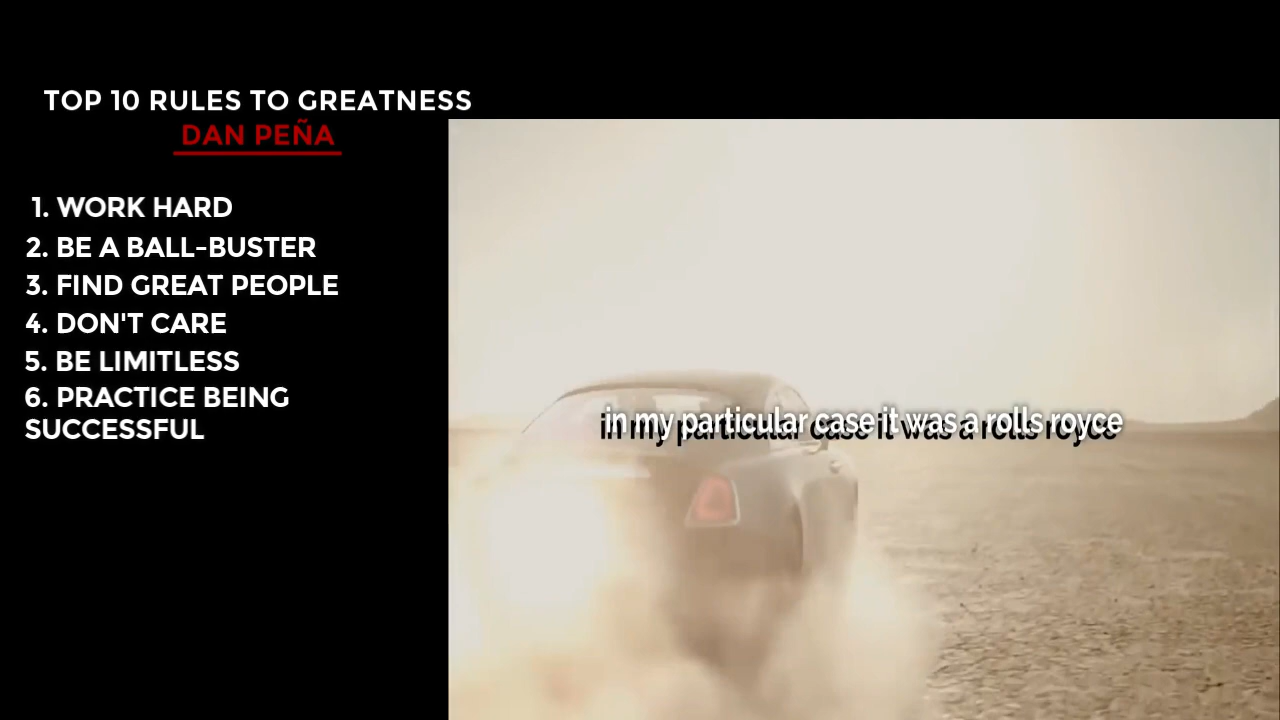 TOP 10 RULES TO GREATNESS
DAN PEÑA
1. WORK HARD
2. BE A BALL-BUSTER
3. FIND GREAT PEOPLE
4. DON'T CARE
5. BE LIMITLESS
6. PRACTICE BEING
SUCCESSFUL
in my particular case it was a rolls royce